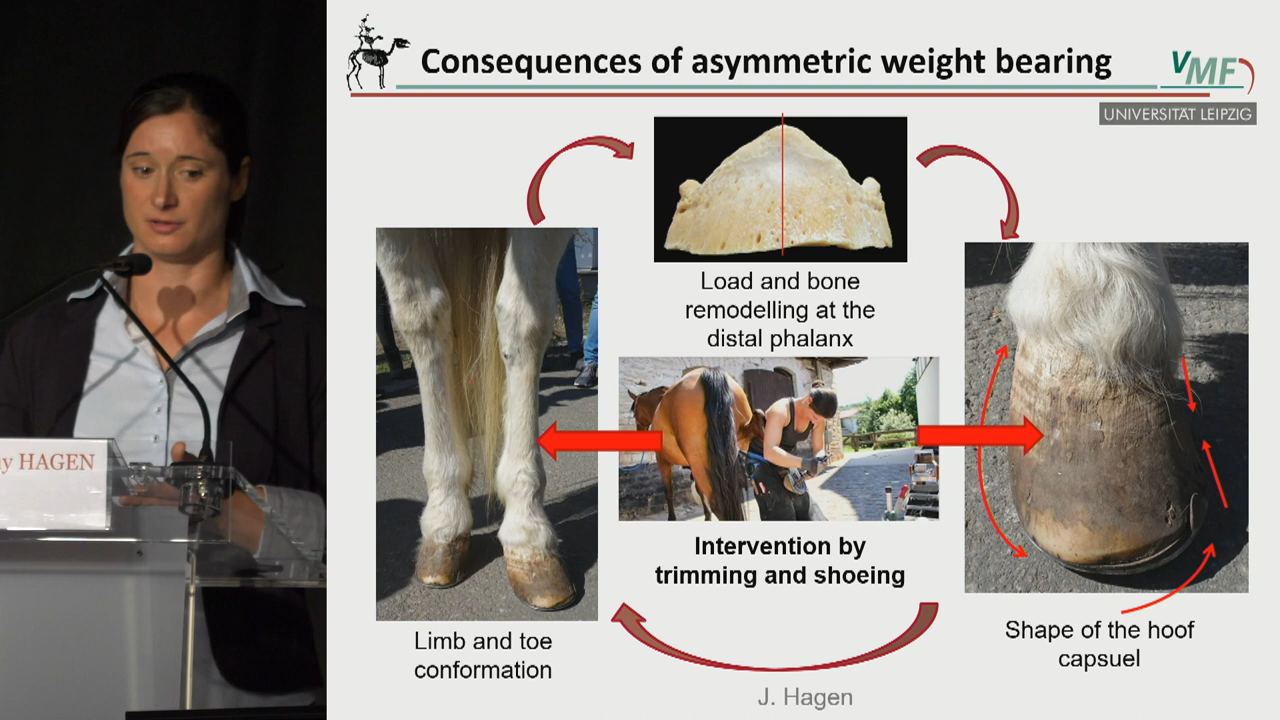 Consequences of asymmetric weight bearing
VMF
UNIVERSITÄT LEIPZIG
Load and bone
remodelling at the
distal phalanx
Intervention by
trimming and shoeing
Limb and toe
conformation
Shape of the hoof
capsuel
J. Hagen
HAGEN